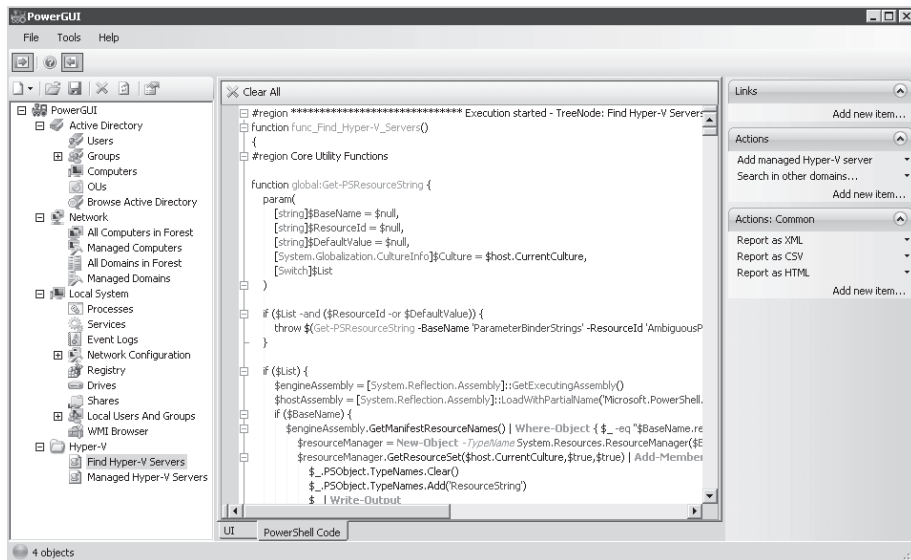 PowerGUI
File Tools Help
PowerGUI
Active Directory
Users
Groups
Computers
OUs
Browse Active Directory
Network
All Computers in Forest
Managed Computers
All Domains in Forest
Managed Domains
Local System
Processes
Services
Event Logs
Network Configuration
Registry
Drives
Shares
Local Users And Groups
WMI Browser
Hyper-V
Find Hyper-V Servers
Managed Hyper-V Servers
Clear All
#region ****************************** Execution started - TreeNode: Find Hyper-V Servers
function func_Find_Hyper-V_Servers()
{
#region Core Utility Functions
function global:Get-PSResourceString {
param(
[string]$BaseName = $null,
[string]$ResourceId = $null,
[string]$DefaultValue = $null,
[System.Globalization.CultureInfo]$Culture = $host.CurrentCulture,
[Switch]$List
)
if ($List -and ($ResourceId -or $DefaultValue)) {
throw $(Get-PSResourceString -BaseName 'ParameterBinderStrings' -ResourceId 'AmbiguousP
}
if ($List) {
$engineAssembly = [System.Reflection.Assembly]::GetExecutingAssembly()
$hostAssembly = [System.Reflection.Assembly]::LoadWithPartialName('Microsoft.PowerShell.
if ($BaseName) {
$engineAssembly.GetManifestResourceNames() | Where-Object { $_ -eq "$BaseName.re
$resourceManager = New-Object -TypeName System.Resources.ResourceManager($E
$resourceManager.GetResourceSet($host.CurrentCulture,$true,$true) | Add-Member
$_.PSObject.TypeNames.Clear()
$_.PSObject.TypeNames.Add('ResourceString')
$_ | Write-Output
UI PowerShell Code
Links
Add new item...
Actions
Add managed Hyper-V server
Search in other domains...
Add new item...
Actions: Common
Report as XML
Report as CSV
Report as HTML
Add new item...
4 objects